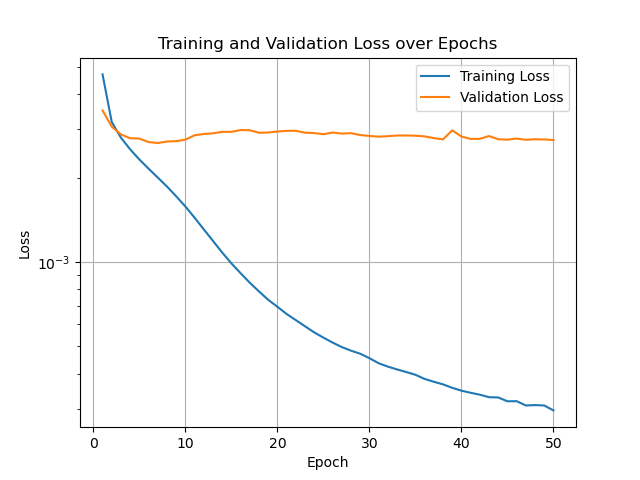 Training and Validation Loss over Epochs
Training Loss
Validation Loss
Loss
10⁻³
0 10 20 30 40 50
Epoch